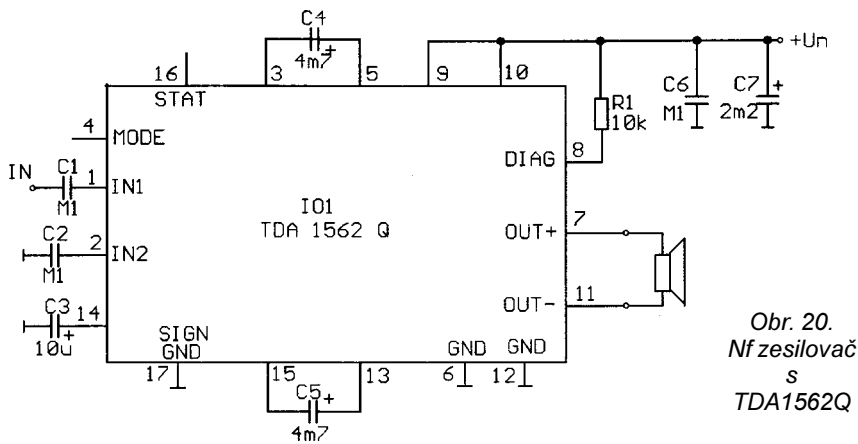 C4
4m7
+
3
5
16
STAT
9
10
+Un
C6
M1
C7
+
2m2
R1
10k
4
MODE
8
DIAG
IN
C1
M1
1
IN1
IO1
TDA 1562 Q
7
OUT+
C2
M1
2
IN2
11
OUT-
C3
10u
+
14
SIGN
GND
17
15
13
C5
+
4m7
GND
6
GND
12
Obr. 20.
Nf zesilovač
s
TDA1562Q